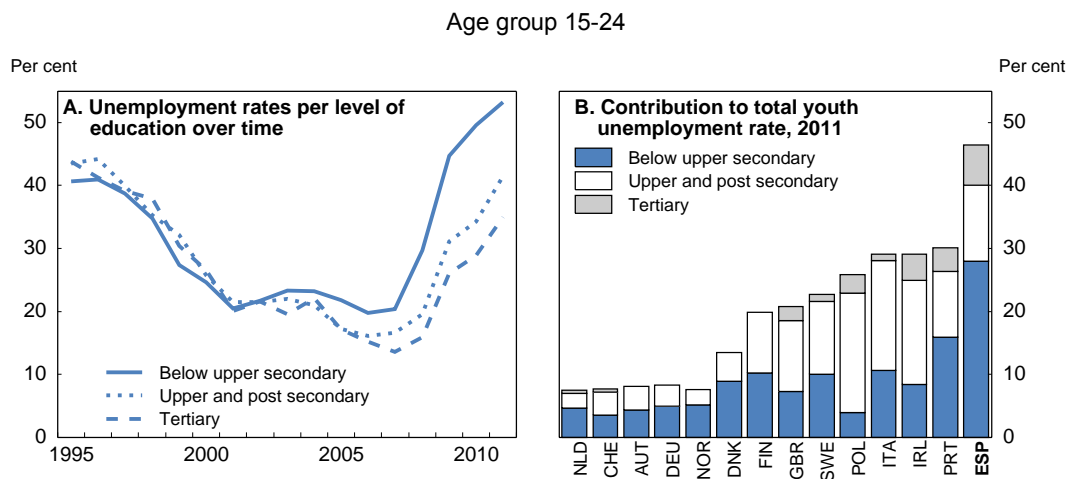 Age group 15-24
Per cent
Per cent
A. Unemployment rates per level of
education over time
50
40
30
20
10
0
Below upper secondary
Upper and post secondary
Tertiary
1995
2000
2005
2010
B. Contribution to total youth
unemployment rate, 2011
Below upper secondary
Upper and post secondary
Tertiary
50
40
30
20
10
0
NLD
CHE
AUT
DEU
NOR
DNK
FIN
GBR
SWE
POL
ITA
IRL
PRT
ESP